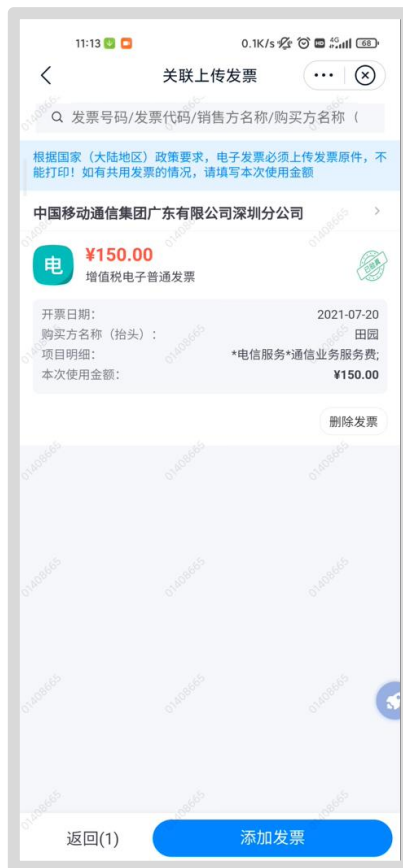 11:13 0.1K/s HD 4G 68
关联上传发票
发票号码/发票代码/销售方名称/购买方名称（
根据国家（大陆地区）政策要求，电子发票必须上传发票原件，不
能打印！如有共用发票的情况，请填写本次使用金额
中国移动通信集团广东有限公司深圳分公司
电
¥150.00
增值税电子普通发票
开票日期： 2021-07-20
购买方名称（抬头）： 田园
项目明细： *电信服务*通信业务服务费;
本次使用金额： ¥150.00
删除发票
01408665
返回(1) 添加发票